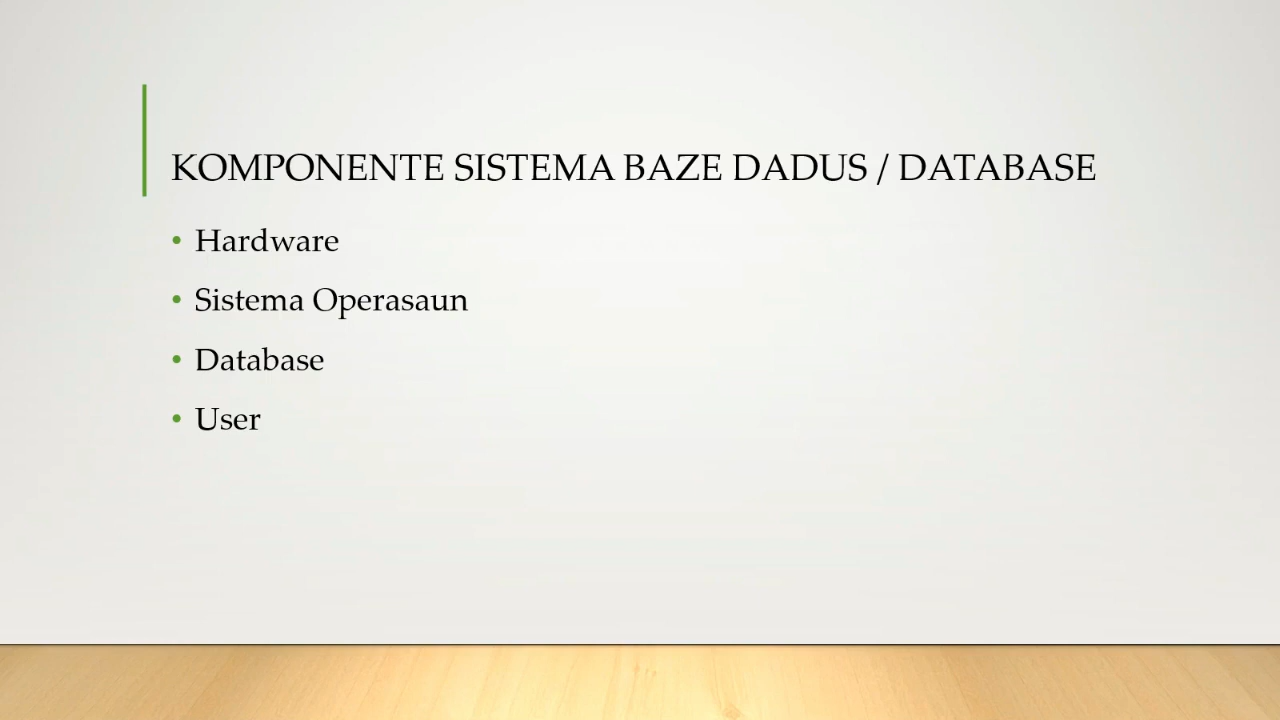 KOMPONENTE SISTEMA BAZE DADUS / DATABASE
• Hardware
• Sistema Operasaun
• Database
• User